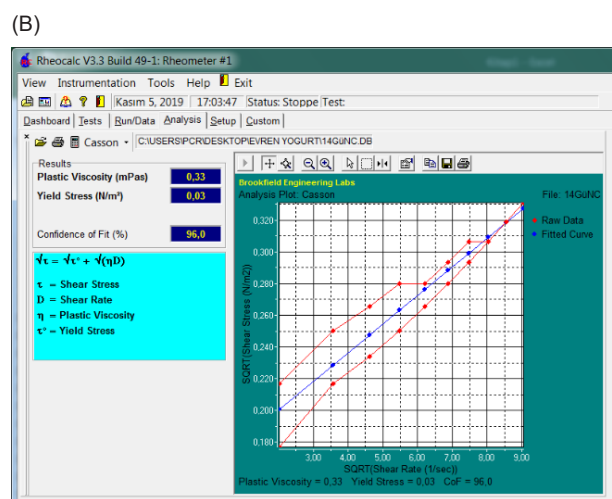 (B)
Rheocalc V3.3 Build 49-1: Rheometer #1
View Instrumentation Tools Help Exit
Kasım 5, 2019 17:03:47 Status: Stoppe Test:
Dashboard Tests Run/Data Analysis Setup Custom
Casson C:\USERS\PCR\DESKTOP\EVREN YOGURT\14GüNC.DB
Results
Plastic Viscosity (mPas) 0,33
Yield Stress (N/m²) 0,03
Confidence of Fit (%) 96,0
√τ = √τ° + √(ηD)
τ = Shear Stress
D = Shear Rate
η = Plastic Viscosity
τ° = Yield Stress
Brookfield Engineering Labs
Analysis Plot: Casson File: 14GüNC
Raw Data
Fitted Curve
SQRT(Shear Stress (N/m2))
0,320
0,300
0,280
0,260
0,240
0,220
0,200
0,180
3,00 4,00 5,00 6,00 7,00 8,00 9,00
SQRT(Shear Rate (1/sec))
Plastic Viscosity = 0,33 Yield Stress = 0,03 CoF = 96,0